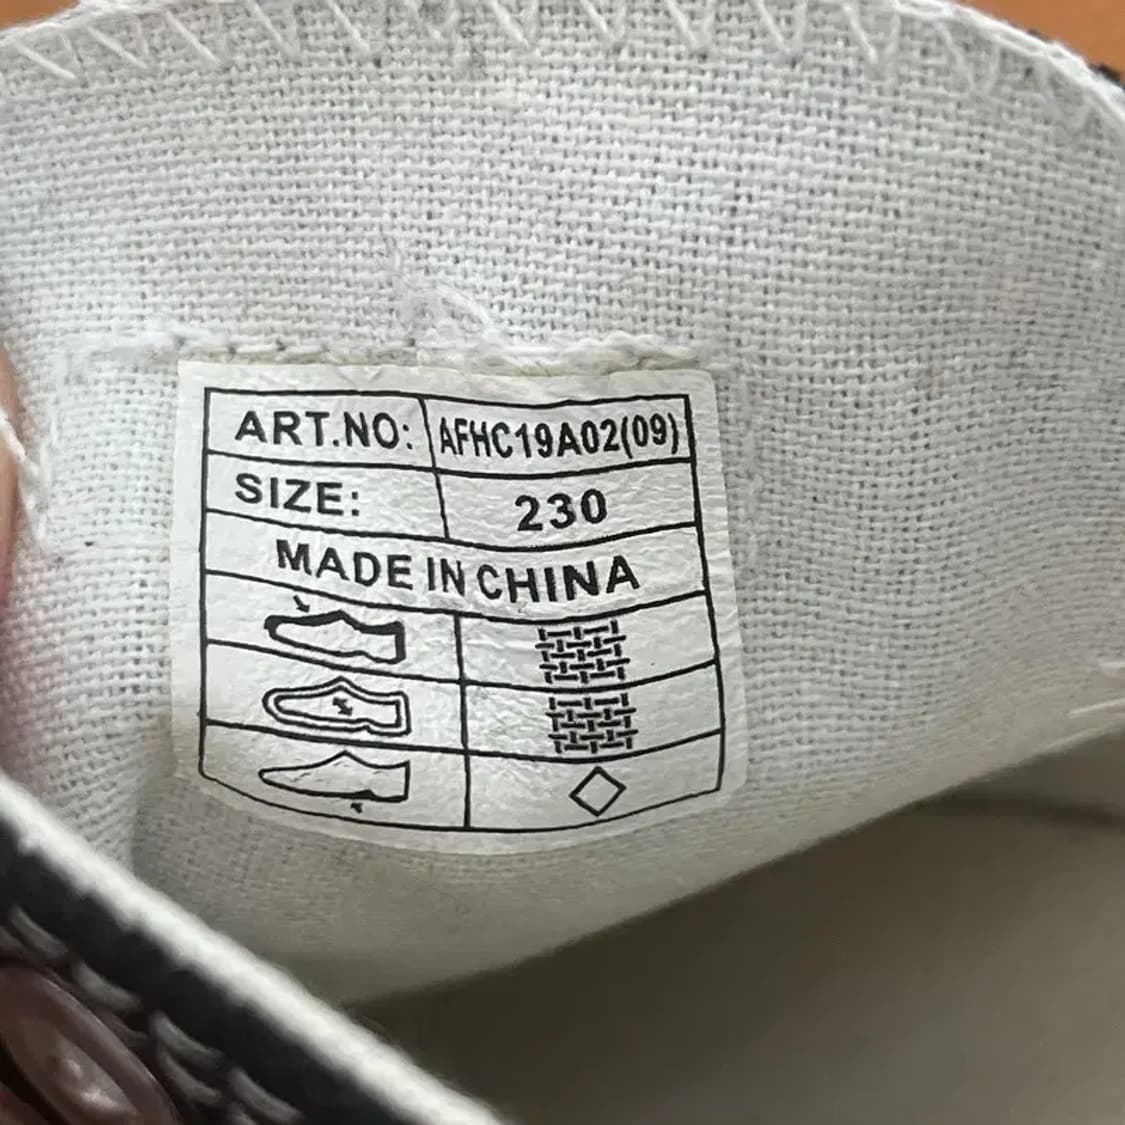 ART.NO: AFHC19A02(09)
SIZE: 230
MADE IN CHINA